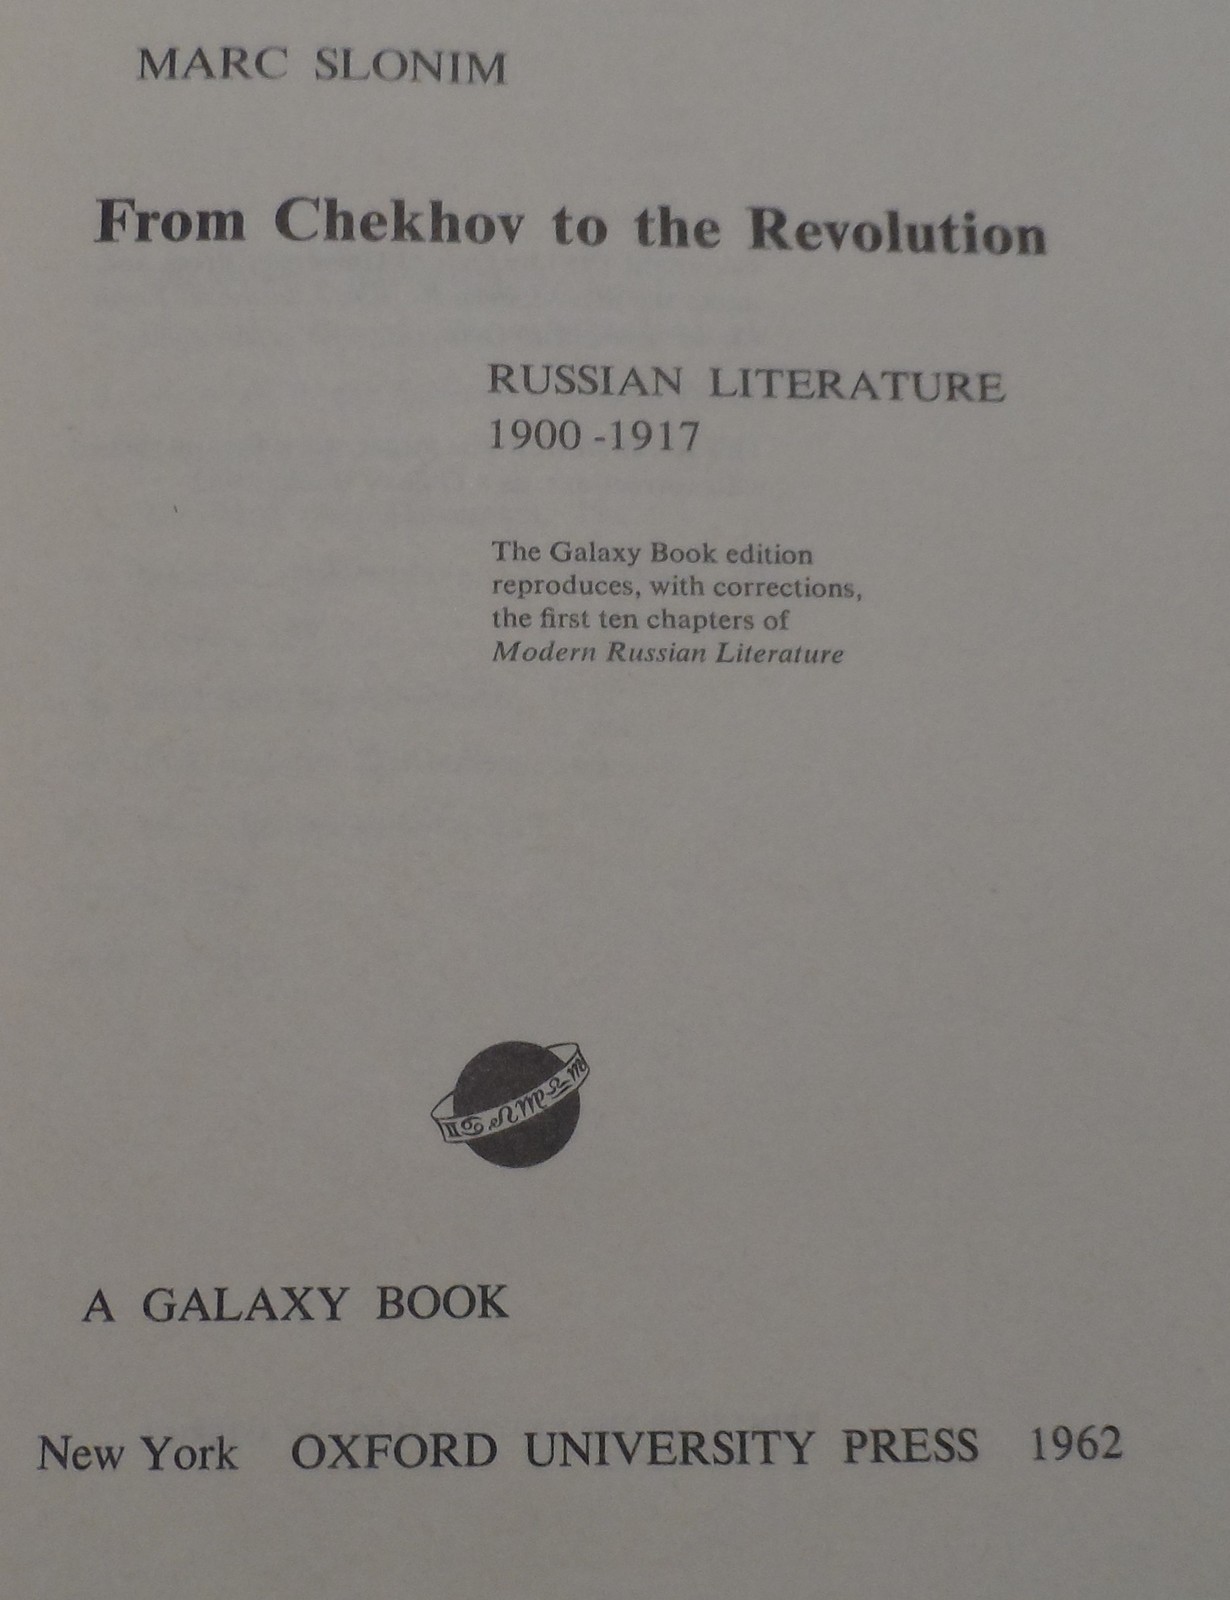 MARC SLONIM
From Chekhov to the Revolution
RUSSIAN LITERATURE
1900 -1917
The Galaxy Book edition
reproduces, with corrections,
the first ten chapters of
Modern Russian Literature
A GALAXY BOOK
New York OXFORD UNIVERSITY PRESS 1962